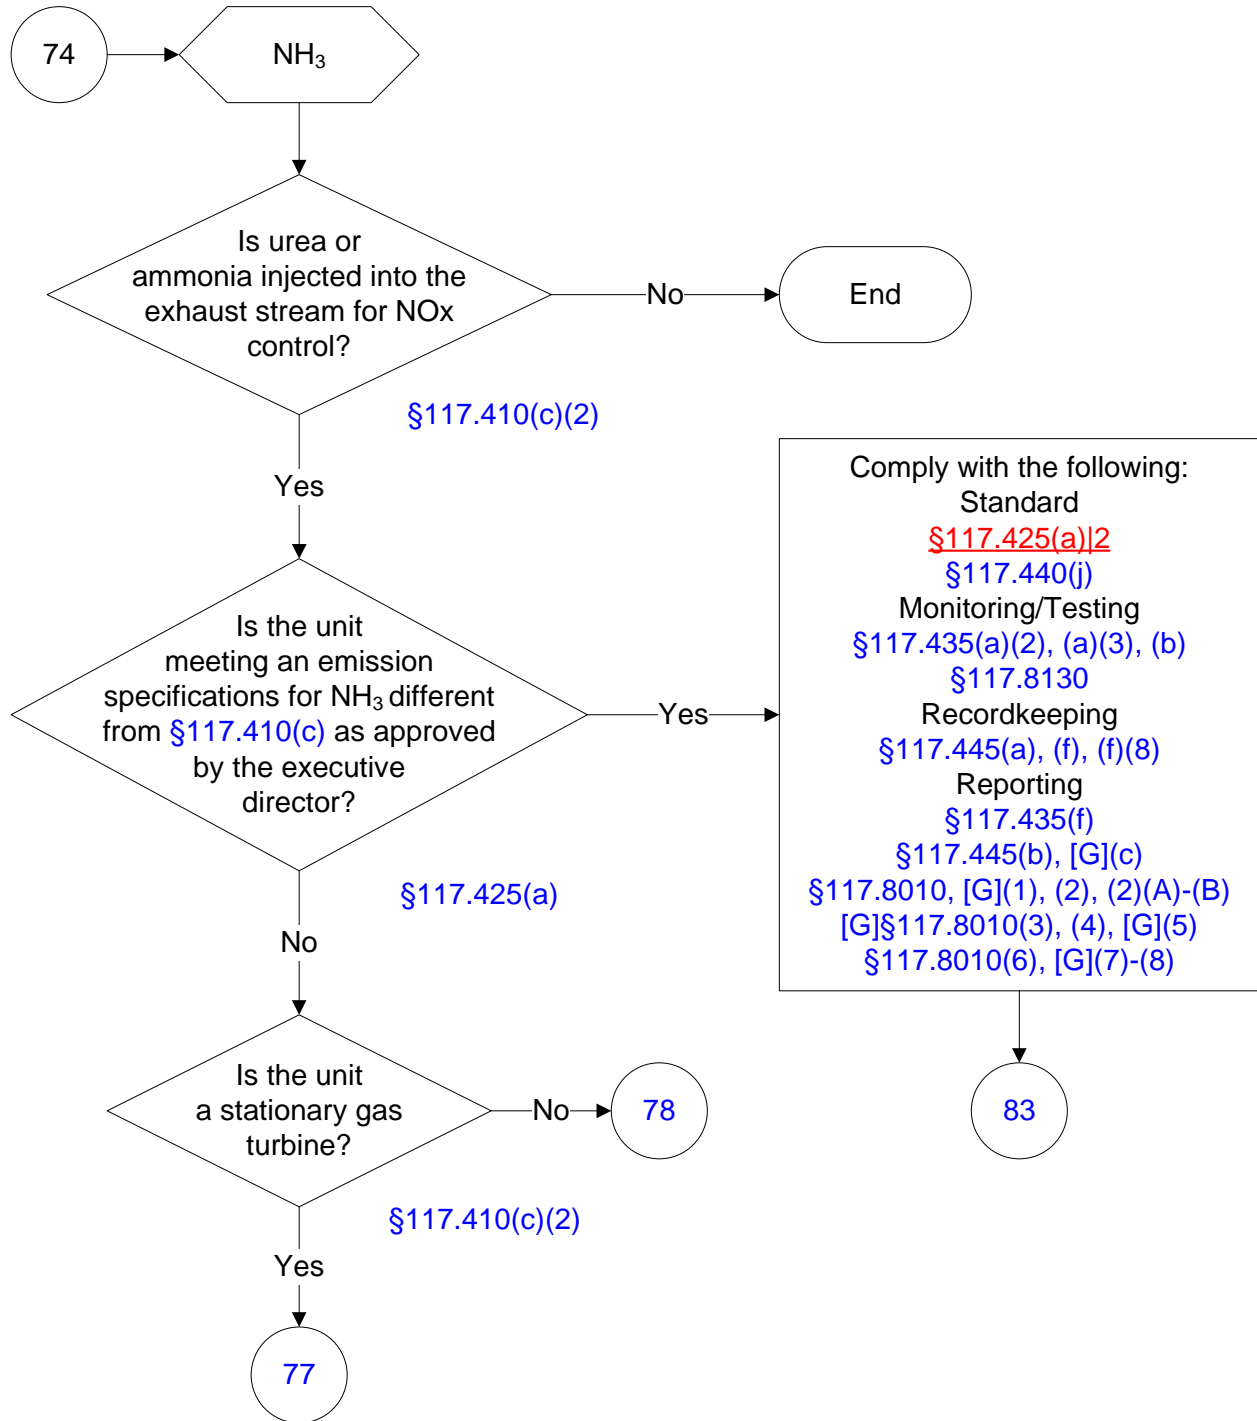 74
NH₃
Is urea or
ammonia injected into the
exhaust stream for NOx
control?
No
End
§117.410(c)(2)
Yes
Is the unit
meeting an emission
specifications for NH₃ different
from §117.410(c) as approved
by the executive
director?
Yes
Comply with the following:
Standard
§117.425(a)|2
§117.440(j)
Monitoring/Testing
§117.435(a)(2), (a)(3), (b)
§117.8130
Recordkeeping
§117.445(a), (f), (f)(8)
Reporting
§117.435(f)
§117.445(b), [G](c)
§117.8010, [G](1), (2), (2)(A)-(B)
[G]§117.8010(3), (4), [G](5)
§117.8010(6), [G](7)-(8)
§117.425(a)
No
Is the unit
a stationary gas
turbine?
No
78
83
§117.410(c)(2)
Yes
77